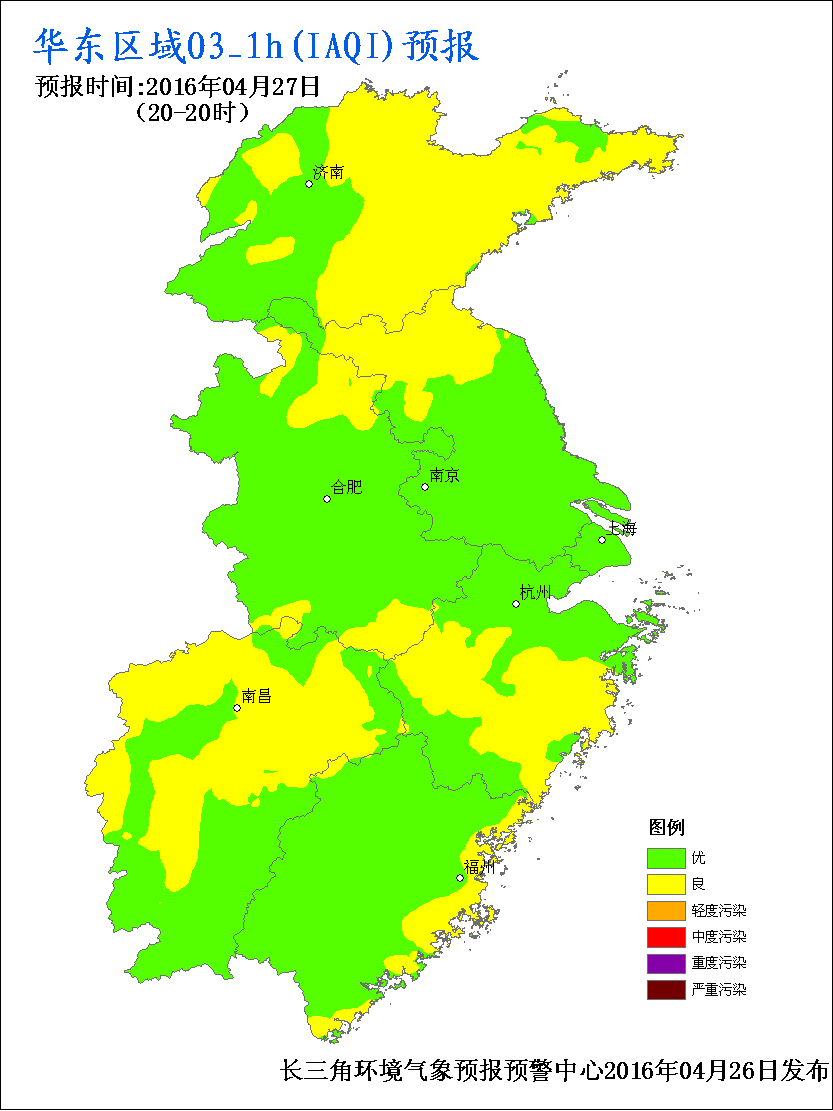 华东区域O3_1h(IAQI)预报
预报时间:2016年04月27日
(20-20时)
济南
南京
合肥
上海
杭州
南昌
福州
图例
优
良
轻度污染
中度污染
重度污染
严重污染
长三角环境气象预报预警中心2016年04月26日发布